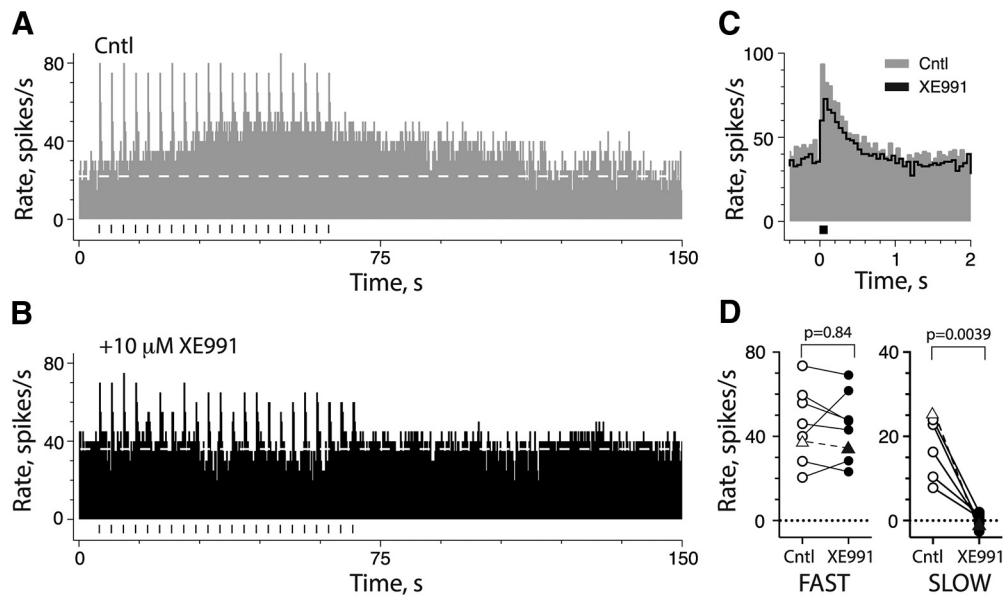 A
Cntl
Rate, spikes/s
80
40
0
0
75
150
Time, s
B
+10 µM XE991
Rate, spikes/s
80
40
0
0
75
150
Time, s
C
Rate, spikes/s
100
50
0
Cntl
XE991
0
1
2
Time, s
D
Rate, spikes/s
p=0.84
80
40
0
Cntl XE991
FAST
p=0.0039
40
20
0
Cntl XE991
SLOW